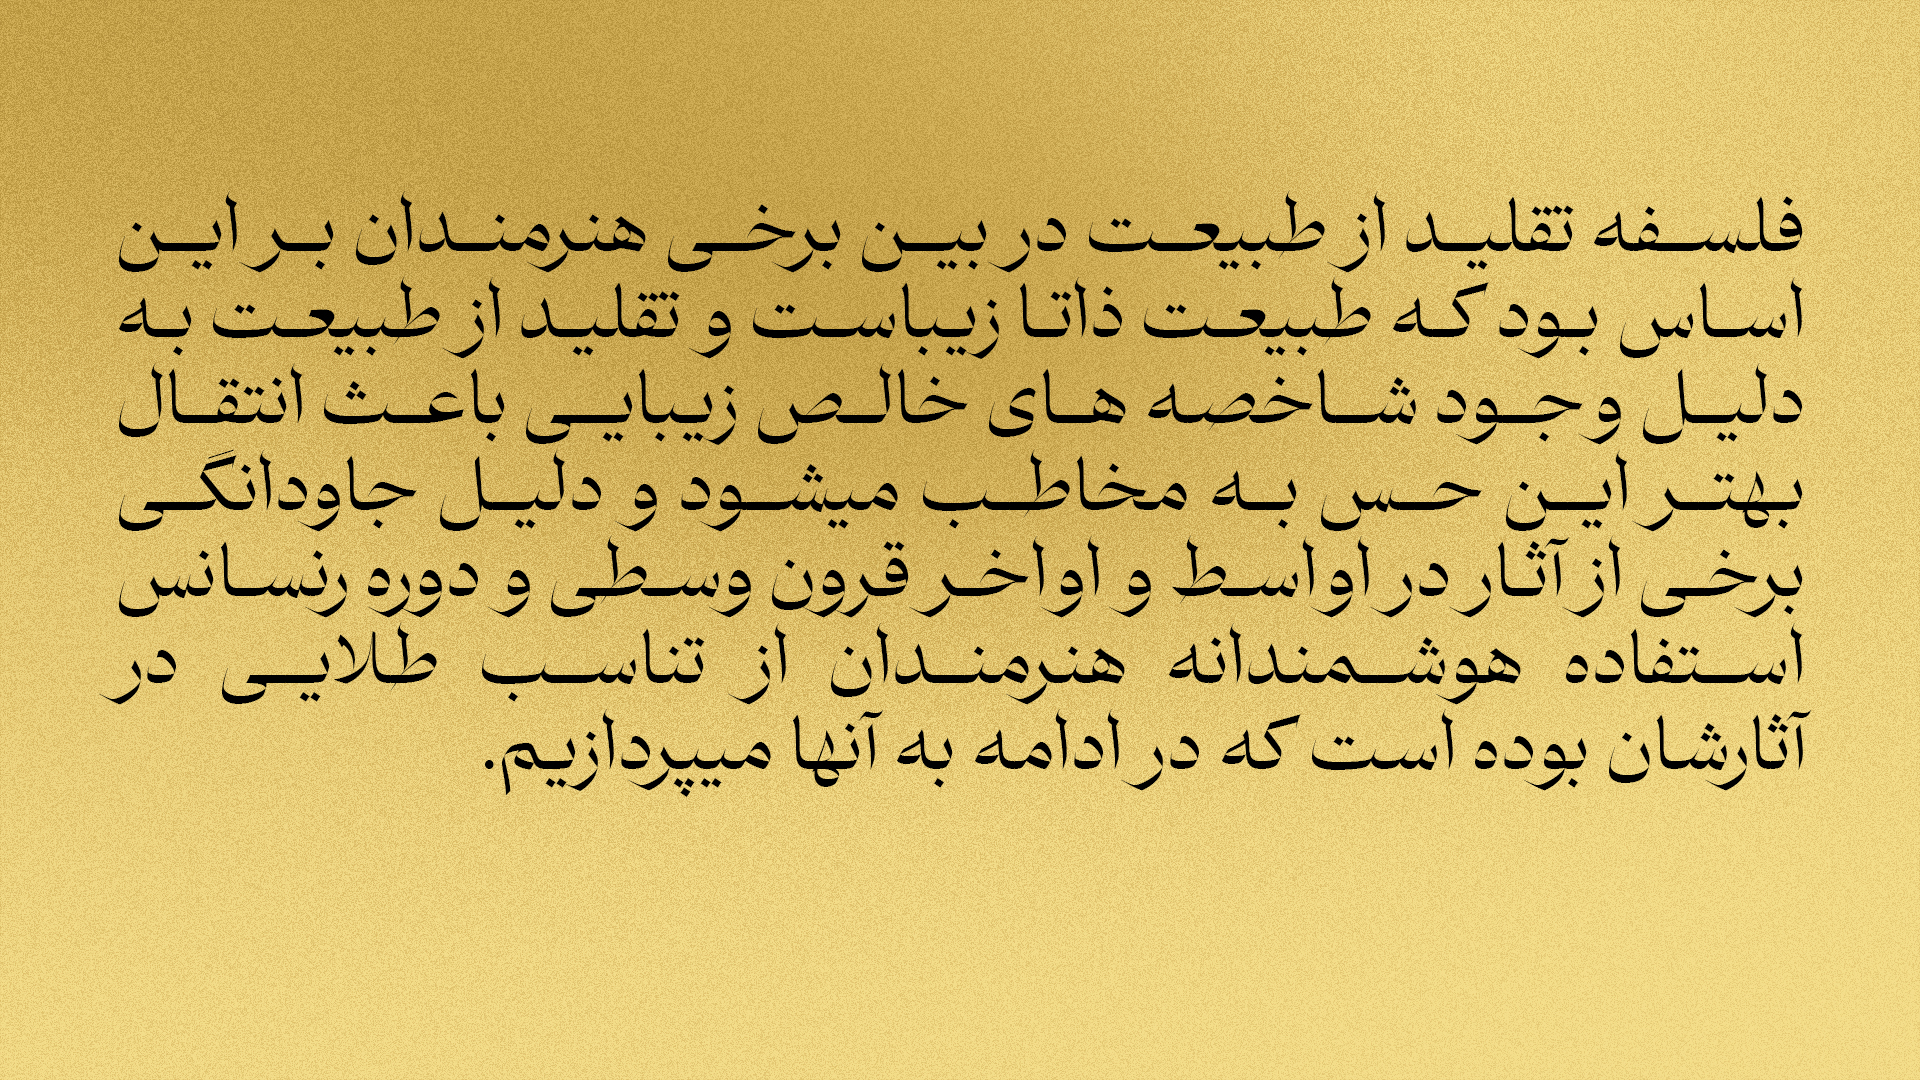 فلسفه تقلید از طبیعت در بین برخی هنرمندان بر این
اساس بود که طبیعت ذاتا زیباست و تقلید از طبیعت به
دلیل وجود شاخصه های خالص زیبایی باعث انتقال
بهتر این حس به مخاطب میشود و دلیل جاودانگی
برخی از آثار در اواسط و اواخر قرون وسطی و دوره رنسانس
استفاده هوشمندانه هنرمندان از تناسب طلایی در
آثارشان بوده است که در ادامه به آنها میپردازیم.